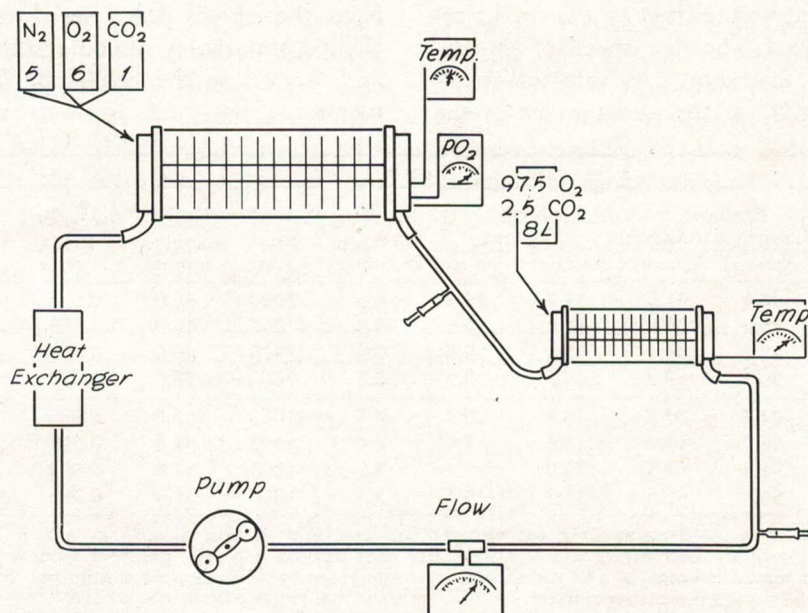 N2 O2 CO2
5 6 1
Temp.
PO2
97.5 O2
2.5 CO2
8L
Temp.
Heat
Exchanger
Pump
Flow